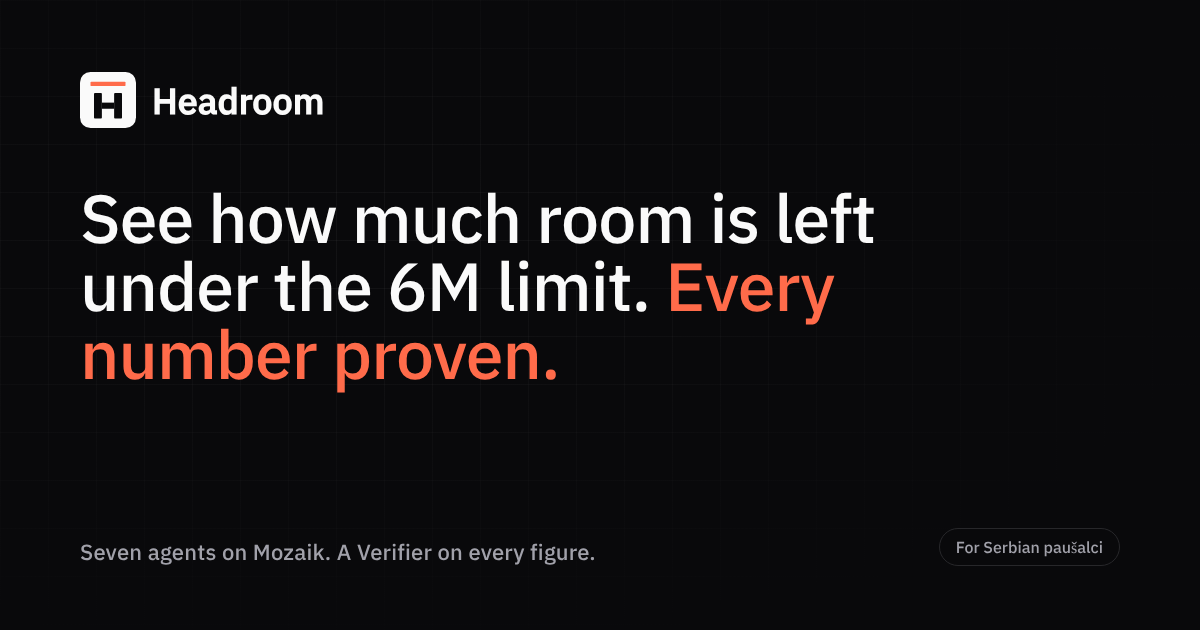 H
Headroom
See how much room is left
under the 6M limit. Every
number proven.
Seven agents on Mozaik. A Verifier on every figure.
For Serbian paušalci